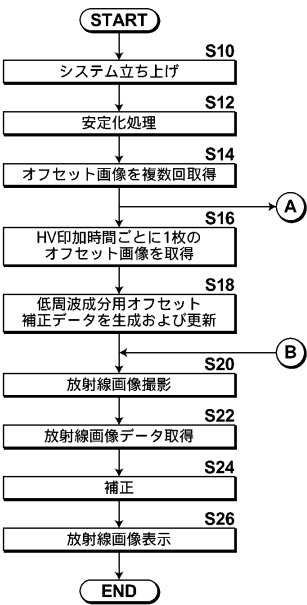 START
S10
システム立ち上げ
S12
安定化処理
S14
オフセット画像を複数回取得
A
S16
HV印加時間ごとに1枚の
オフセット画像を取得
S18
低周波成分用オフセット
補正データを生成および更新
B
S20
放射線画像撮影
S22
放射線画像データ取得
S24
補正
S26
放射線画像表示
END